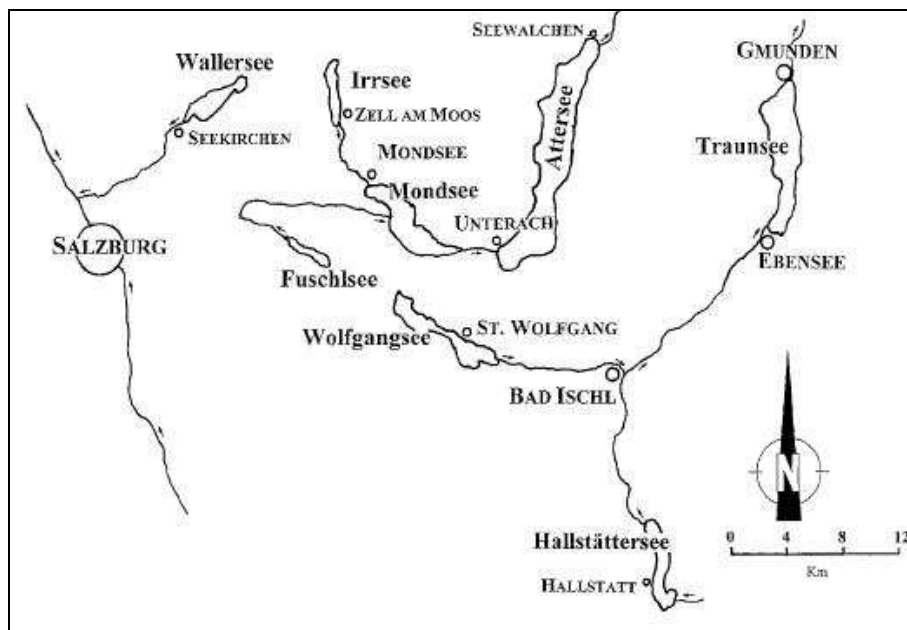 SEEWALCHEN
GMUNDEN
Wallersee
Irrsee
ZELL AM MOOS
SEEKIRCHEN
Attersee
Traunsee
MONDSEE
Mondsee
UNTERACH
SALZBURG
EBENSEE
Fuschlsee
ST. WOLFGANG
Wolfgangsee
BAD ISCHL
N
Hallstättersee
0 4 8 12
Km
HALLSTATT